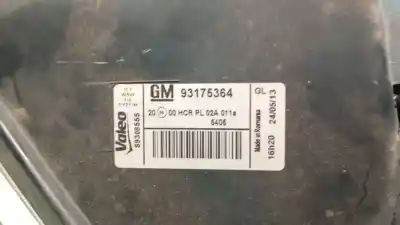 GM 93175364
GL
20 00 HCR PL 02A 011a
5405
Valeo
89308555
Made in Romania
16h20 24/05/13